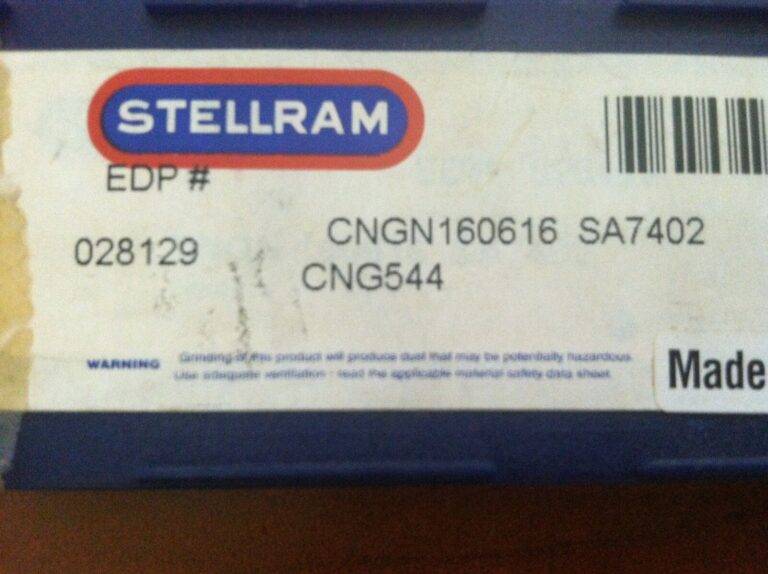 STELLRAM
EDP #
028129
CNGN160616 SA7402
CNG544
WARNING Grinding of this product will produce dust that may be potentially hazardous.
Use adequate ventilation - read the applicable material safety data sheet.
Made